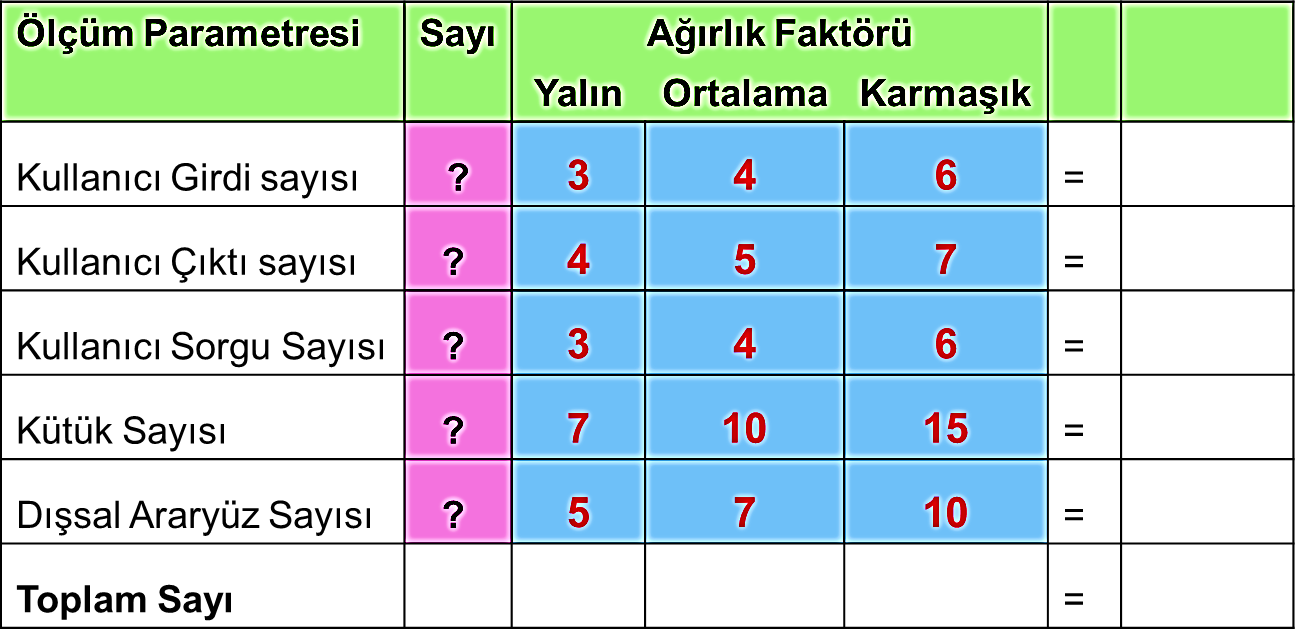 Ölçüm Parametresi Sayı Ağırlık Faktörü
Yalın Ortalama Karmaşık
Kullanıcı Girdi sayısı ? 3 4 6 =
Kullanıcı Çıktı sayısı ? 4 5 7 =
Kullanıcı Sorgu Sayısı ? 3 4 6 =
Kütük Sayısı ? 7 10 15 =
Dışsal Araryüz Sayısı ? 5 7 10 =
Toplam Sayı =